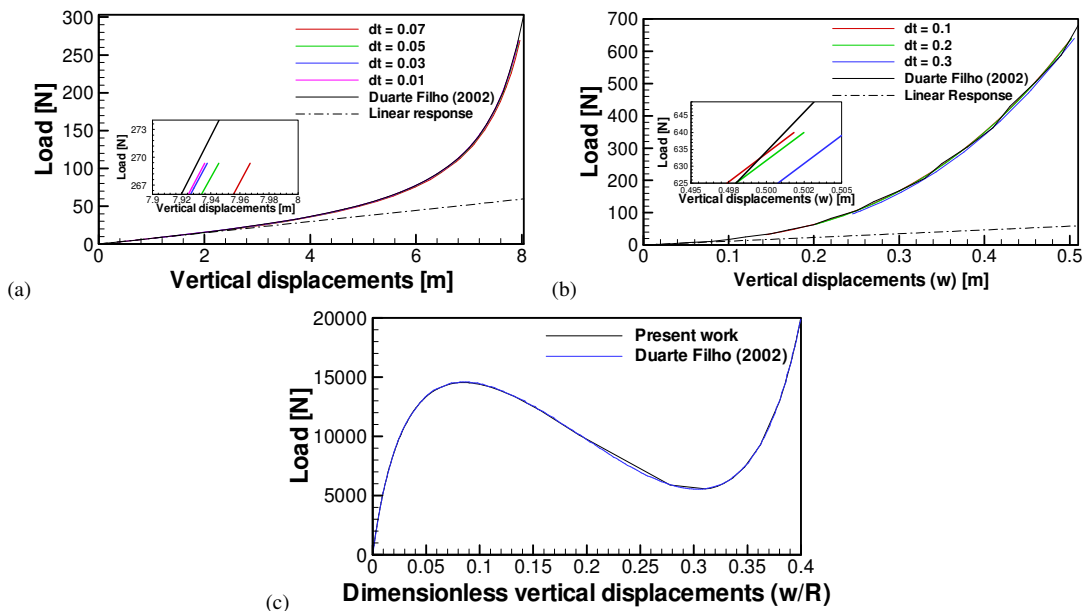 300
250
200
150
100
50
0
Load [N]
dt = 0.07
dt = 0.05
dt = 0.03
dt = 0.01
Duarte Filho (2002)
Linear response
273
270
267
Load [N]
7.9 7.92 7.94 7.96 7.98 8
Vertical displacements [m]
0 2 4 6 8
Vertical displacements [m]
(a)
700
600
500
400
300
200
100
0
Load [N]
dt = 0.1
dt = 0.2
dt = 0.3
Duarte Filho (2002)
Linear Response
645
640
635
630
625
Load [N]
0.495 0.498 0.500 0.502 0.505
Vertical displacements (w) [m]
0 0.1 0.2 0.3 0.4 0.5
Vertical displacements (w) [m]
(b)
20000
15000
10000
5000
0
Load [N]
Present work
Duarte Filho (2002)
0 0.05 0.1 0.15 0.2 0.25 0.3 0.35 0.4
Dimensionless vertical displacements (w/R)
(c)